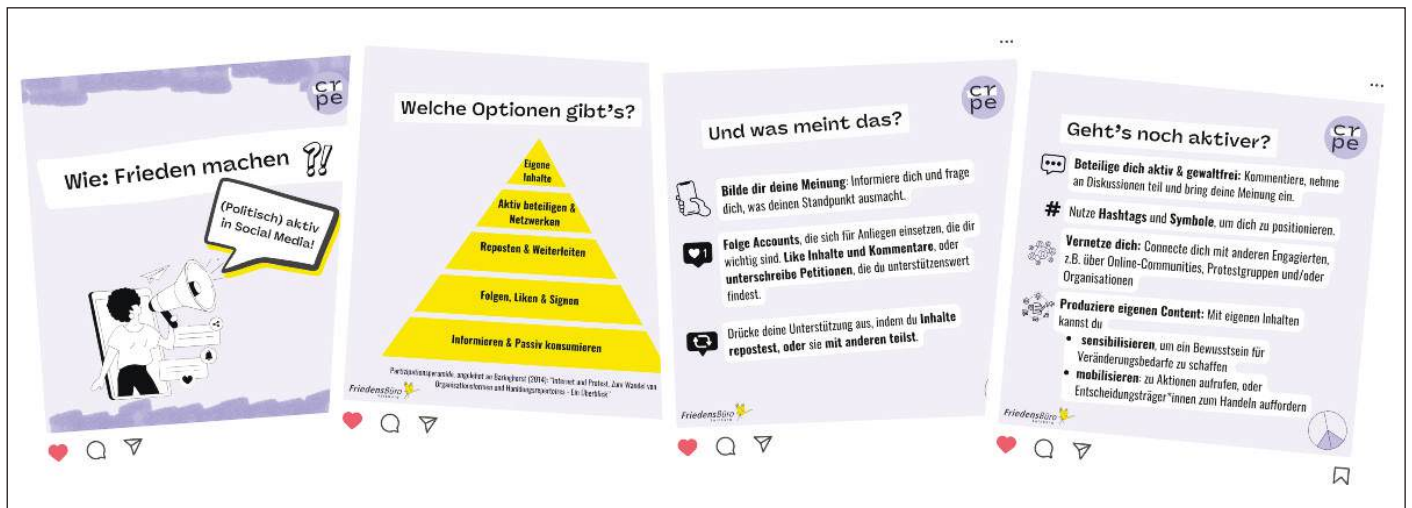 cr
pe
Wie: Frieden machen ?!
(Politisch) aktiv
in Social Media!
Welche Optionen gibt's?
Eigene
Inhalte
Aktiv beteiligen &
Netzwerken
Reposten & Weiterleiten
Folgen, Liken & Signen
Informieren & Passiv konsumieren
Partizipationspyramide, angelehnt an Baringhorst (2014): "Internet und Protest. Zum Wandel von
Organisationsformen und Handlungsrepertoires - Ein Überblick"
FriedensBüro
cr
pe
Und was meint das?
Bilde dir deine Meinung: Informiere dich und frage
dich, was deinen Standpunkt ausmacht.
1
Folge Accounts, die sich für Anliegen einsetzen, die dir
wichtig sind. Like Inhalte und Kommentare, oder
unterschreibe Petitionen, die du unterstützenswert
findest.
Drücke deine Unterstützung aus, indem du Inhalte
repostest, oder sie mit anderen teilst.
FriedensBüro
cr
pe
Geht's noch aktiver?
Beteilige dich aktiv & gewaltfrei: Kommentiere, nehme
an Diskussionen teil und bring deine Meinung ein.
# Nutze Hashtags und Symbole, um dich zu positionieren.
Vernetze dich: Connecte dich mit anderen Engagierten,
z.B. über Online-Communities, Protestgruppen und/oder
Organisationen
Produziere eigenen Content: Mit eigenen Inhalten
kannst du
• sensibilisieren, um ein Bewusstsein für
Veränderungsbedarfe zu schaffen
• mobilisieren: zu Aktionen aufrufen, oder
Entscheidungsträger*innen zum Handeln auffordern
FriedensBüro